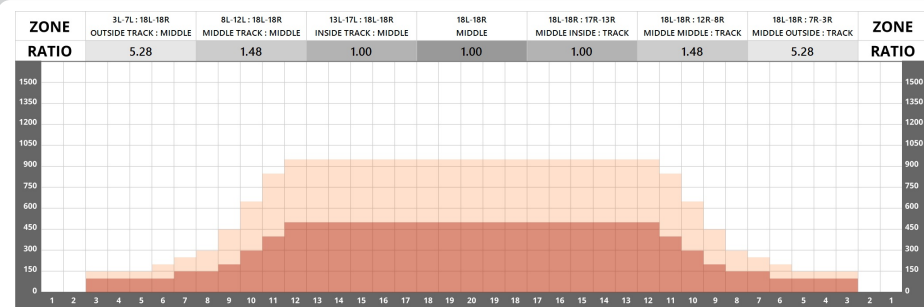 ZONE 3L-7L : 18L-18R 8L-12L : 18L-18R 13L-17L : 18L-18R 18L-18R 18L-18R : 17R-13R 18L-18R : 12R-8R 18L-18R : 7R-3R ZONE
OUTSIDE TRACK : MIDDLE MIDDLE TRACK : MIDDLE INSIDE TRACK : MIDDLE MIDDLE MIDDLE INSIDE : TRACK MIDDLE MIDDLE : TRACK MIDDLE OUTSIDE : TRACK
RATIO 5.28 1.48 1.00 1.00 1.00 1.48 5.28 RATIO
1500 1500
1350 1350
1200 1200
1050 1050
900 900
750 750
600 600
450 450
300 300
150 150
0 0
1 2 3 4 5 6 7 8 9 10 11 12 13 14 15 16 17 18 19 20 19 18 17 16 15 14 13 12 11 10 9 8 7 6 5 4 3 2 1